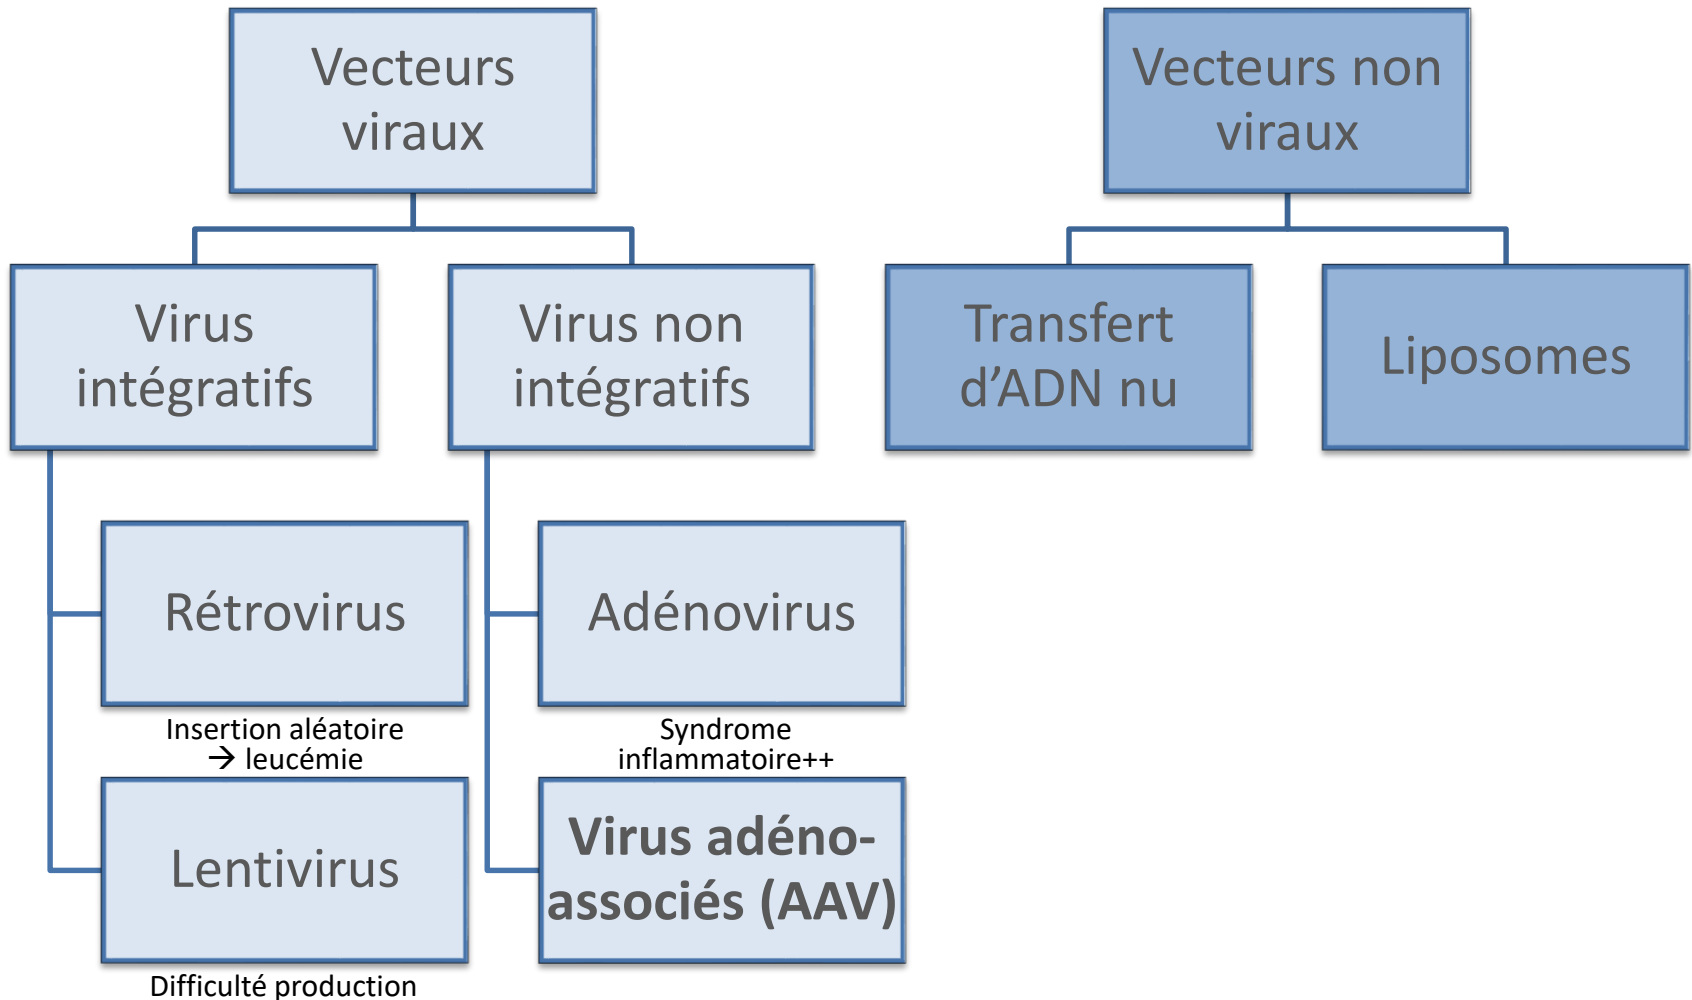 Vecteurs
viraux
Vecteurs non
viraux
Virus
intégratifs
Virus non
intégratifs
Transfert
d’ADN nu
Liposomes
Rétrovirus
Insertion aléatoire
→ leucémie
Adénovirus
Syndrome
inflammatoire++
Lentivirus
Difficulté production
Virus adéno-
associés (AAV)